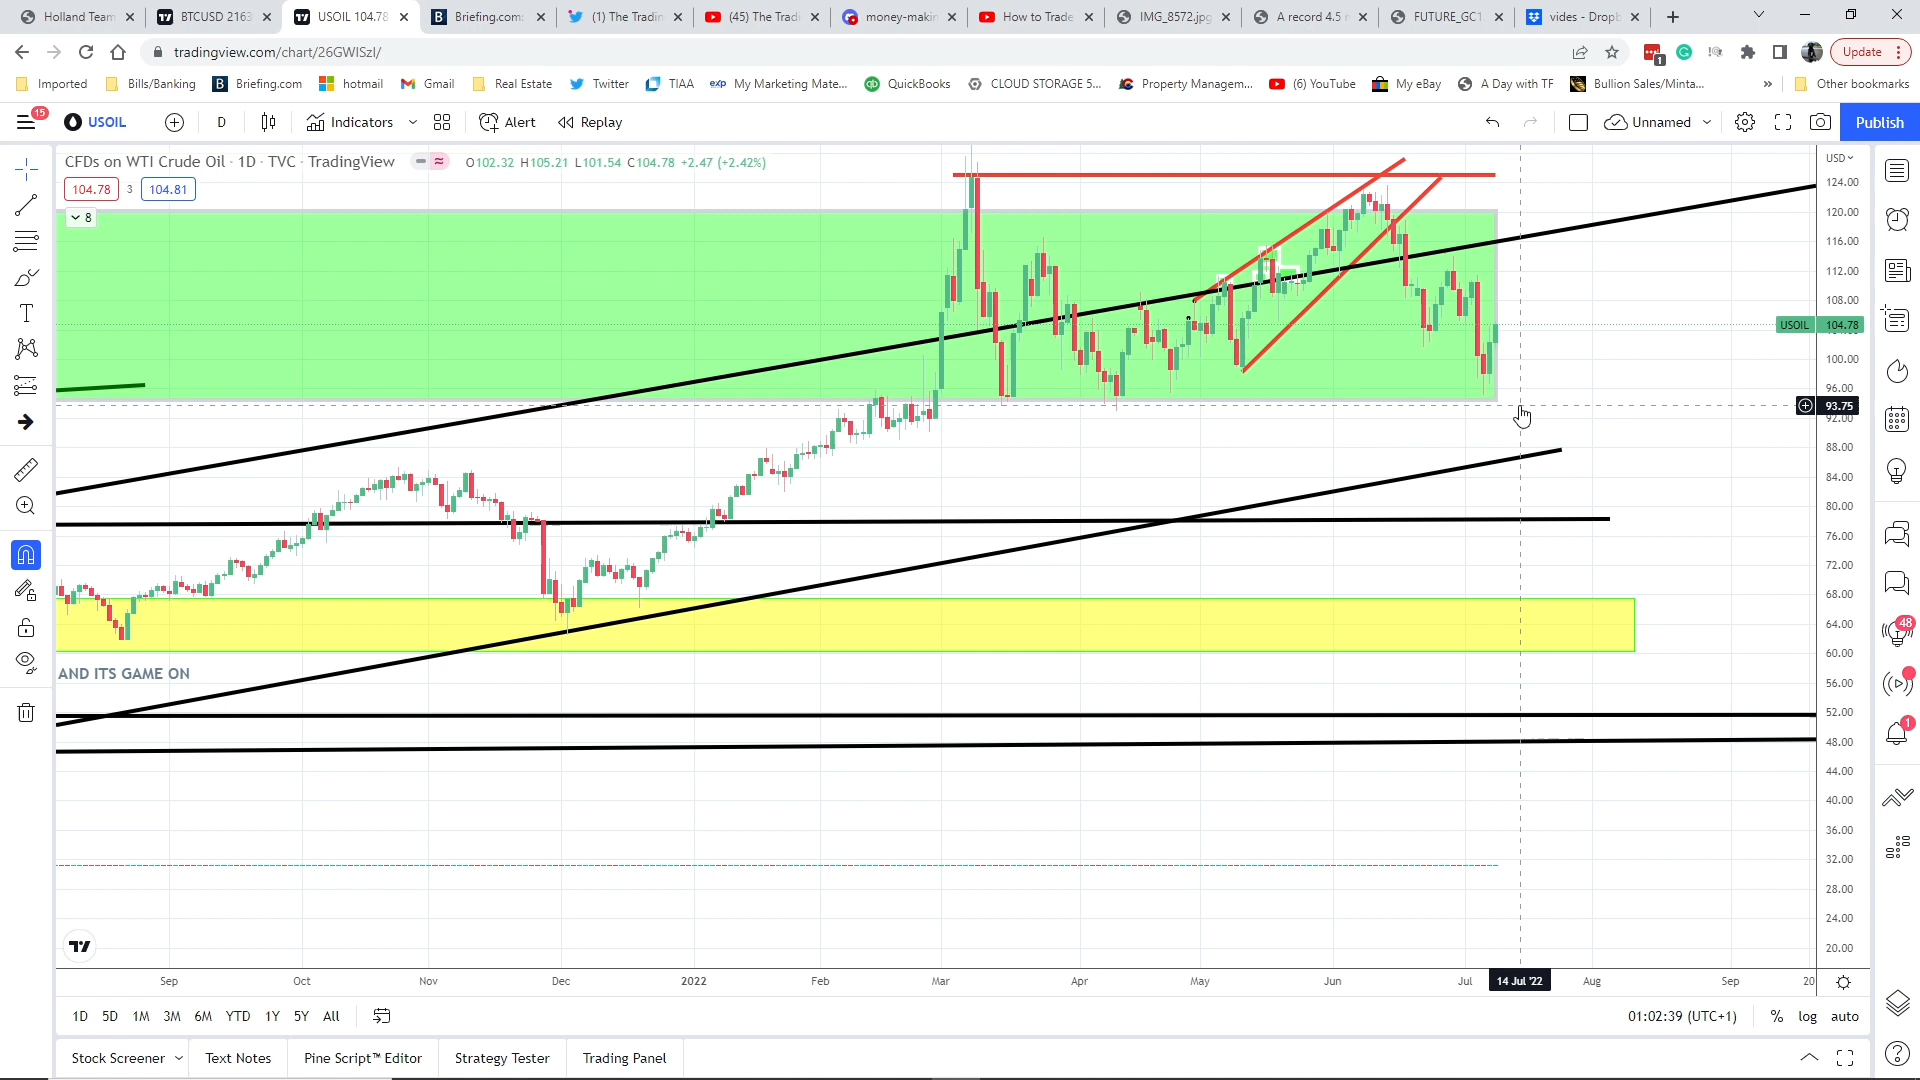 Holland Team
BTCUSD 2163
USOIL 104.78
Briefing.com:
(1) The Tradin
(45) The Tradi
money-makin
How to Trade
IMG_8572.jpg
A record 4.5 m
FUTURE_GC1
vides - Dropb
tradingview.com/chart/26GWISzI/
1
Update
Imported
Bills/Banking
Briefing.com
hotmail
Gmail
Real Estate
Twitter
TIAA
exp My Marketing Mate...
QuickBooks
CLOUD STORAGE 5...
Property Managem...
(6) YouTube
My eBay
A Day with TF
Bullion Sales/Minta...
»
Other bookmarks
15
USOIL
D
Indicators
Alert
Replay
Unnamed
Publish
CFDs on WTI Crude Oil · 1D · TVC · TradingView
O102.32 H105.21 L101.54 C104.78 +2.47 (+2.42%)
USD
104.78
3
104.81
8
124.00
120.00
116.00
112.00
108.00
USOIL 104.78
100.00
96.00
93.75
92.00
88.00
84.00
80.00
76.00
72.00
68.00
64.00
60.00
AND ITS GAME ON
56.00
52.00
48.00
44.00
40.00
36.00
32.00
28.00
24.00
20.00
48
1
Sep
Oct
Nov
Dec
2022
Feb
Mar
Apr
May
Jun
Jul
14 Jul '22
Aug
Sep
20
1D
5D
1M
3M
6M
YTD
1Y
5Y
All
01:02:39 (UTC+1)
%
log
auto
Stock Screener
Text Notes
Pine Script™ Editor
Strategy Tester
Trading Panel